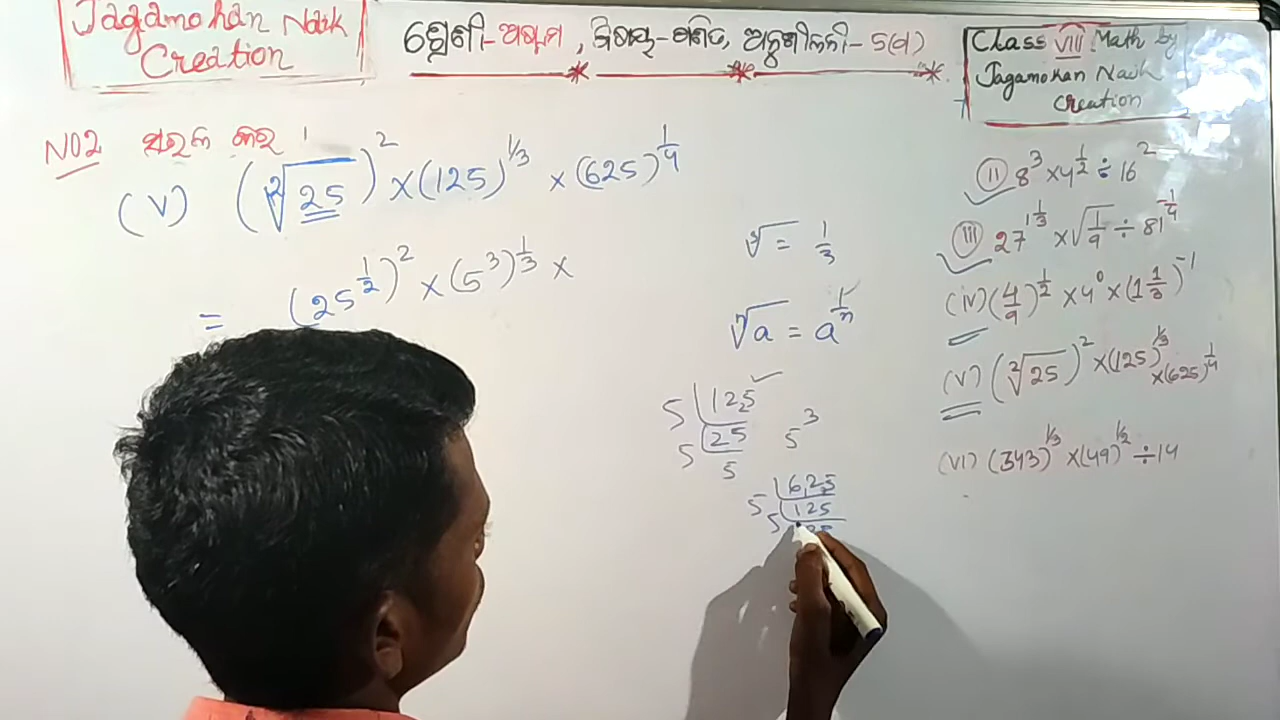 Jagamohan Naik
Creation
ଶ୍ରେଣୀ-ଅଷ୍ଟମ, ବିଷୟ-ଗଣିତ, ଅନୁଶୀଳନୀ-5(a)
Class VIII Math by
Jagamohan Naik
Creation
NO2 ସରଳ କର
(V) (²√25)² × (125)^1/3 × (625)^1/4
= (25^1/2)² × (5³)^1/3 ×
ⁿ√a = a^1/n
5 125
5 25 5³
5
5 625
5 125
(II) 8³ × 4^1/2 ÷ 16²
(III) 27^1/3 × √1/9 ÷ 81^-1/4
(iv) (4/9)^1/2 × 4⁰ × (1 1/3)^-1
(V) (²√25)² × (125)^1/3
× (625)^1/4
(VI) (343)^1/3 × (49)^1/2 ÷ 14